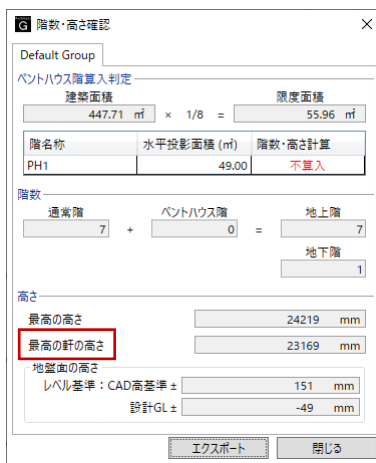 G 階数・高さ確認
Default Group
ペントハウス階算入判定
建築面積 限度面積
447.71 ㎡ × 1/8 = 55.96 ㎡
階名称 水平投影面積(㎡) 階数・高さ計算
PH1 49.00 不算入
階数
通常階 ペントハウス階 地上階
7 + 0 = 7
地下階
1
高さ
最高の高さ 24219 mm
最高の軒の高さ 23169 mm
地盤面の高さ
レベル基準：CAD高基準± 151 mm
設計GL± -49 mm
エクスポート 閉じる